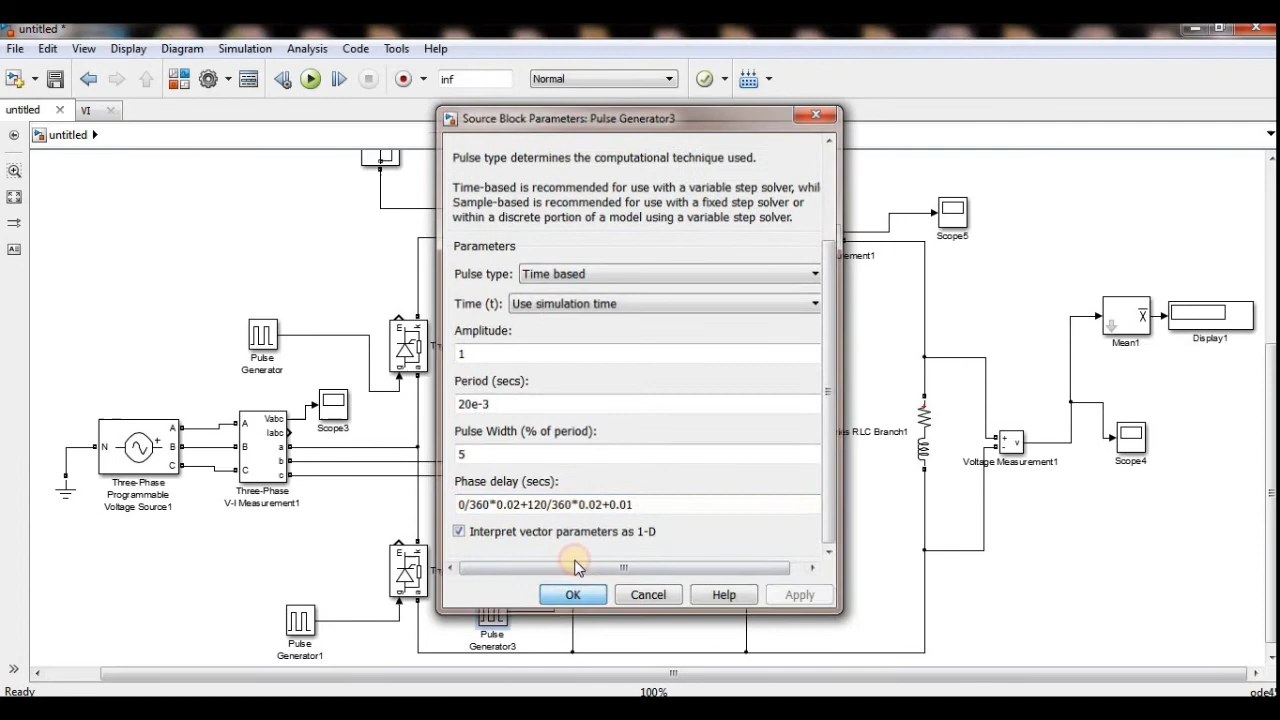 untitled *
File Edit View Display Diagram Simulation Analysis Code Tools Help
inf
Normal
untitled
VI
untitled
Source Block Parameters: Pulse Generator3
Pulse type determines the computational technique used.
Time-based is recommended for use with a variable step solver, while
Sample-based is recommended for use with a fixed step solver or
within a discrete portion of a model using a variable step solver.
Parameters
Pulse type: Time based
Time (t): Use simulation time
Amplitude:
1
Period (secs):
20e-3
Pulse Width (% of period):
5
Phase delay (secs):
0/360*0.02+120/360*0.02+0.01
Interpret vector parameters as 1-D
OK Cancel Help Apply
Pulse
Generator
Scope3
N
A
B
C
Three-Phase
Programmable
Voltage Source1
A
B
C
Vabc
Iabc
a
b
c
Three-Phase
V-I Measurement1
E
k
g
a
E
k
g
a
Pulse
Generator1
Pulse
Generator3
Scope5
RLC Branch1
+
-
v
Voltage Measurement1
Scope4
X
Mean1
Display1
Ready
100%